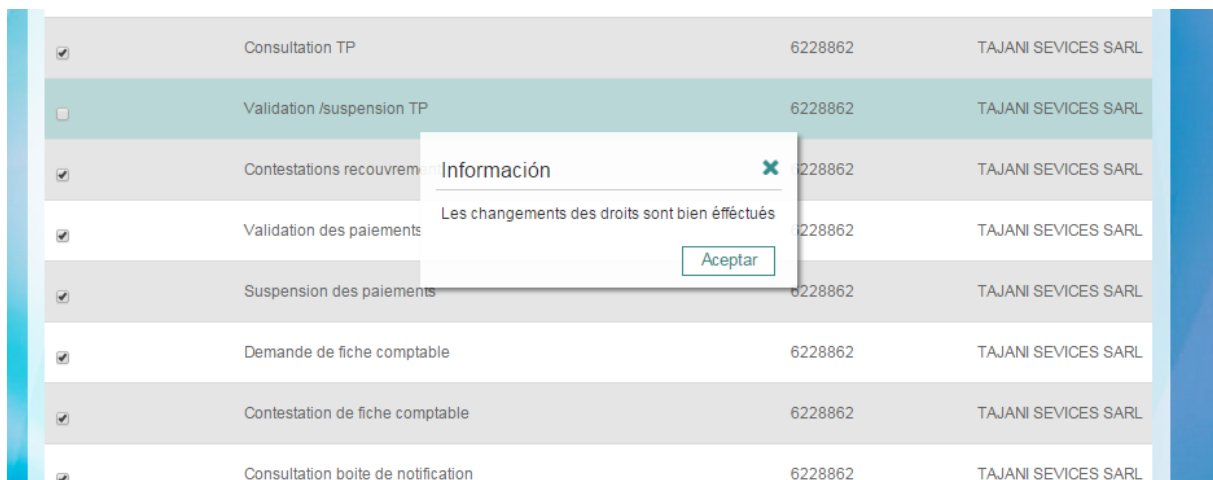 Consultation TP 6228862 TAJANI SEVICES SARL
Validation /suspension TP 6228862 TAJANI SEVICES SARL
Contestations recouvrem 6228862 TAJANI SEVICES SARL
Información
Les changements des droits sont bien éfféctués
Validation des paiements 6228862 TAJANI SEVICES SARL
Aceptar
Suspension des paiements 6228862 TAJANI SEVICES SARL
Demande de fiche comptable 6228862 TAJANI SEVICES SARL
Contestation de fiche comptable 6228862 TAJANI SEVICES SARL
Consultation boite de notification 6228862 TAJANI SEVICES SARL